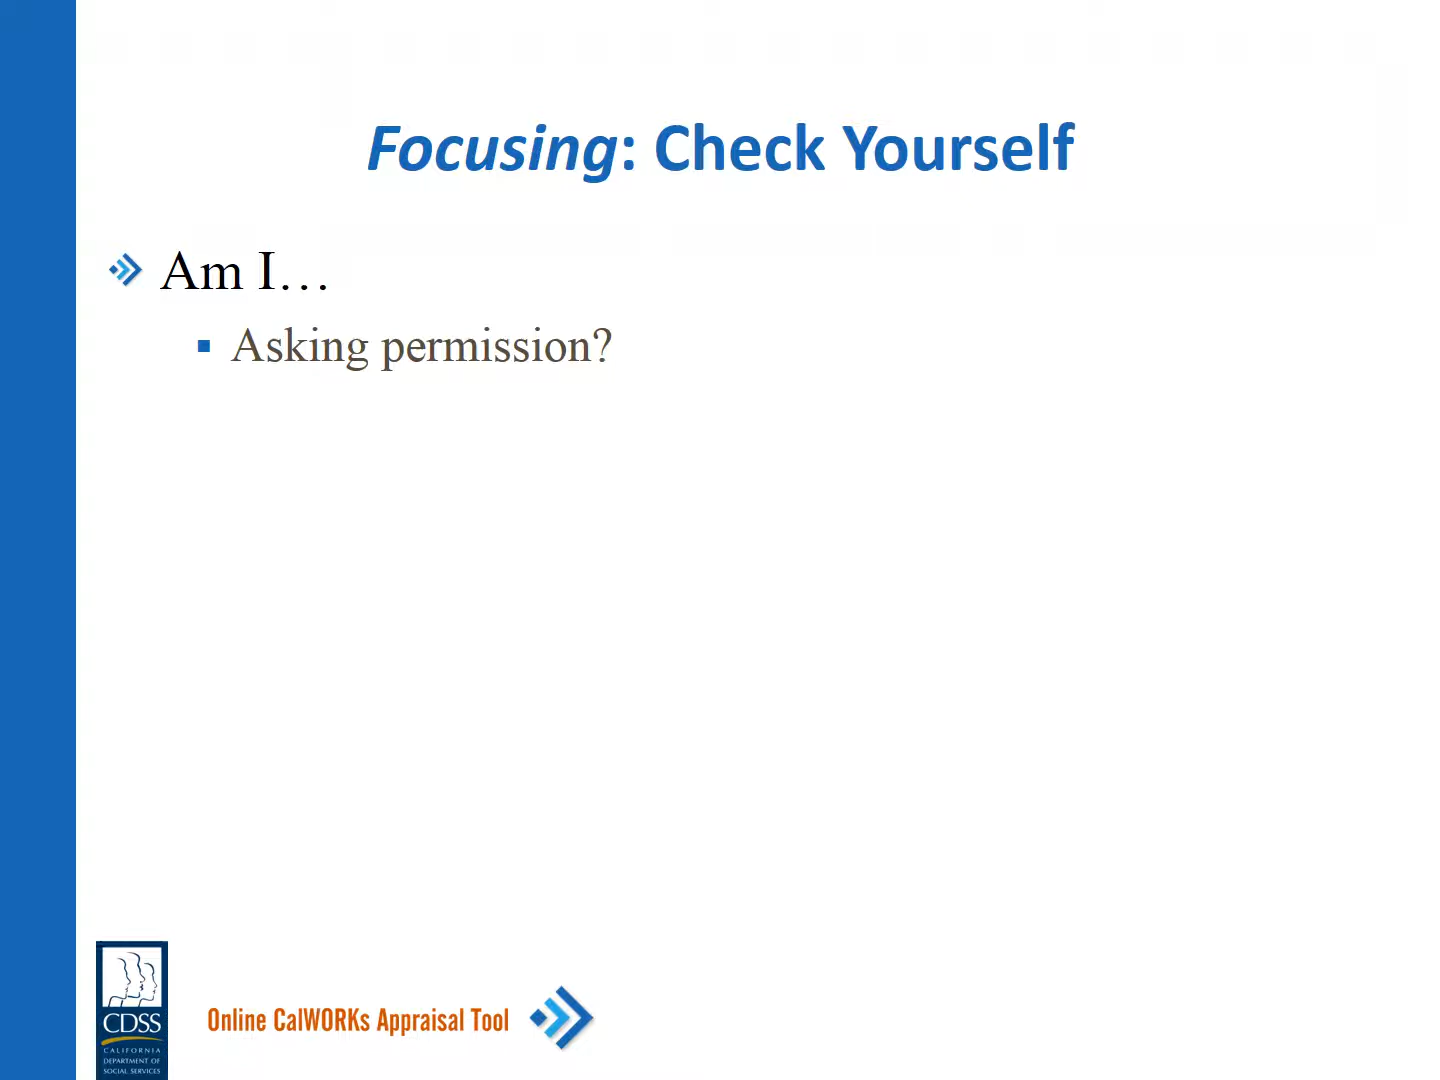 Focusing: Check Yourself
Am I…
Asking permission?
CDSS
CALIFORNIA
DEPARTMENT OF
SOCIAL SERVICES
Online CalWORKs Appraisal Tool